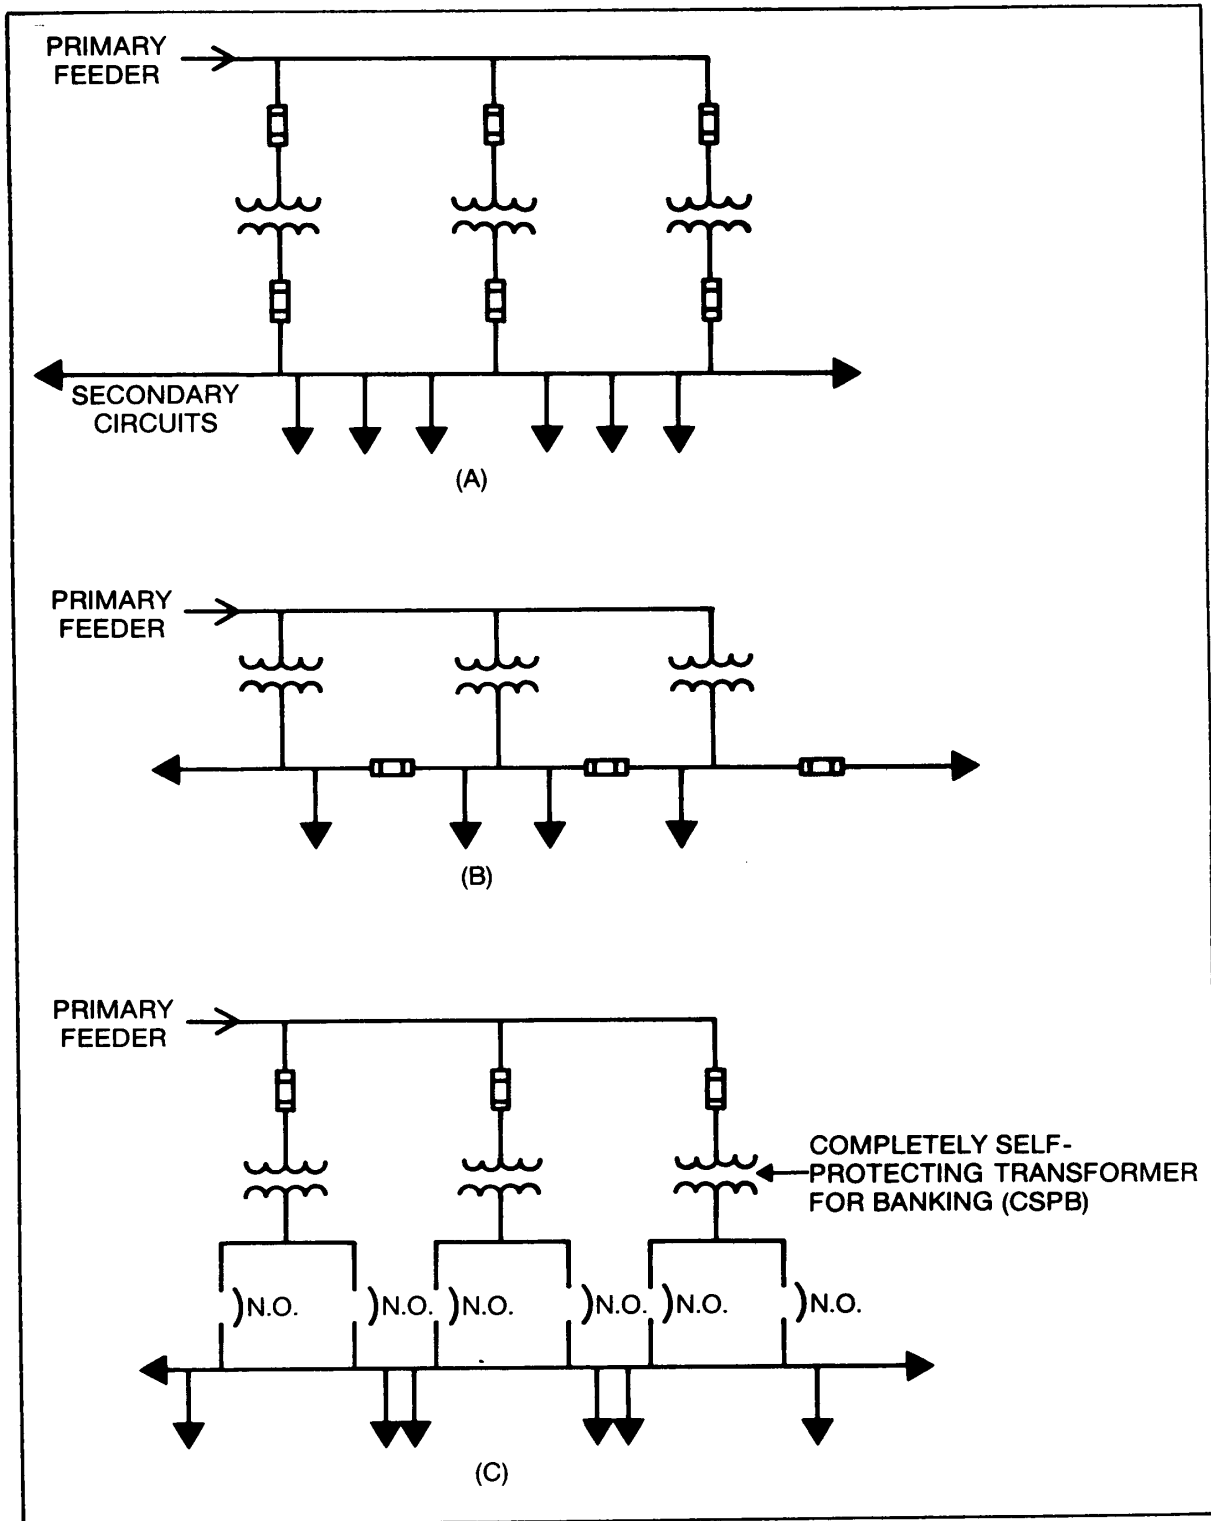 PRIMARY
FEEDER
SECONDARY
CIRCUITS
(A)
PRIMARY
FEEDER
(B)
PRIMARY
FEEDER
COMPLETELY SELF-
PROTECTING TRANSFORMER
FOR BANKING (CSPB)
N.O. N.O. N.O. N.O. N.O. N.O.
(C)